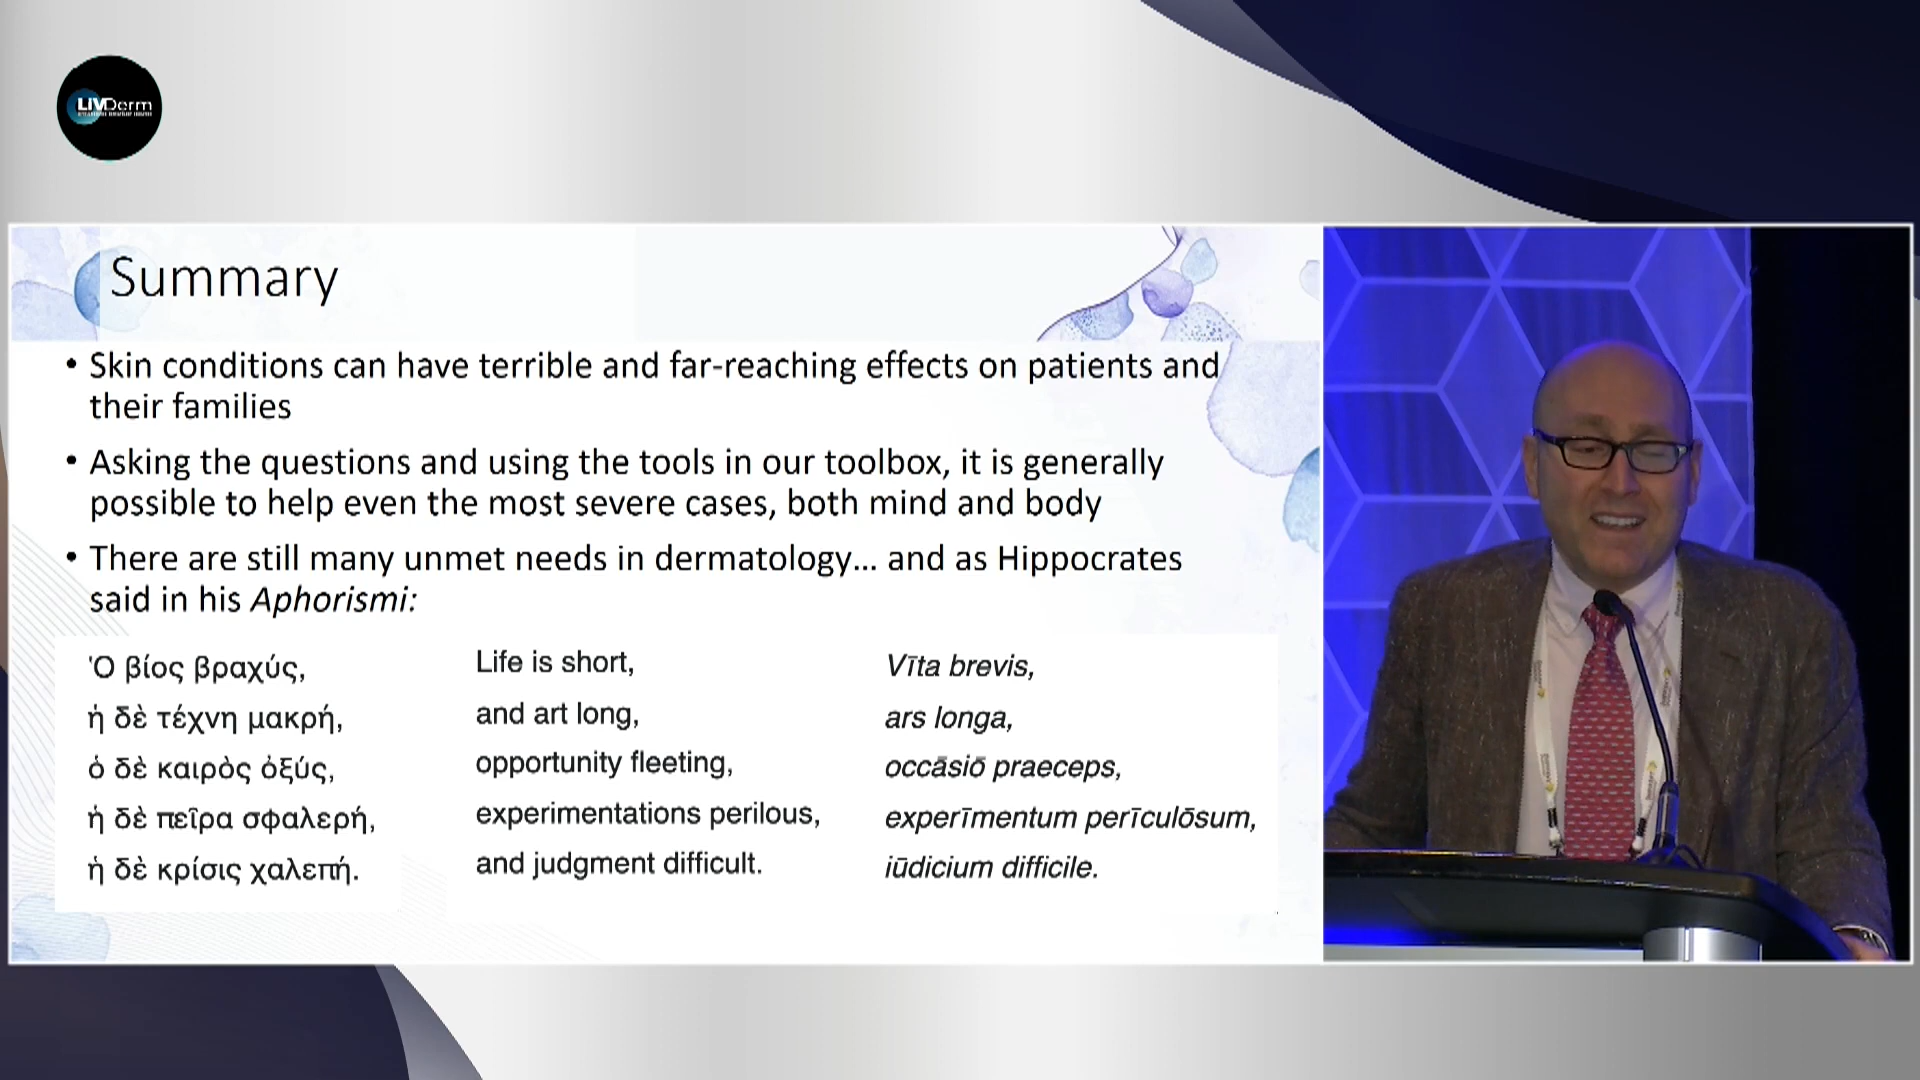 LIVDerm
Summary
• Skin conditions can have terrible and far-reaching effects on patients and
their families
• Asking the questions and using the tools in our toolbox, it is generally
possible to help even the most severe cases, both mind and body
• There are still many unmet needs in dermatology... and as Hippocrates
said in his Aphorismi:
Ὁ βίος βραχύς,
ἡ δὲ τέχνη μακρή,
ὁ δὲ καιρὸς ὀξύς,
ἡ δὲ πεῖρα σφαλερή,
ἡ δὲ κρίσις χαλεπή.
Life is short,
and art long,
opportunity fleeting,
experimentations perilous,
and judgment difficult.
Vīta brevis,
ars longa,
occāsiō praeceps,
experīmentum perīculōsum,
iūdicium difficile.